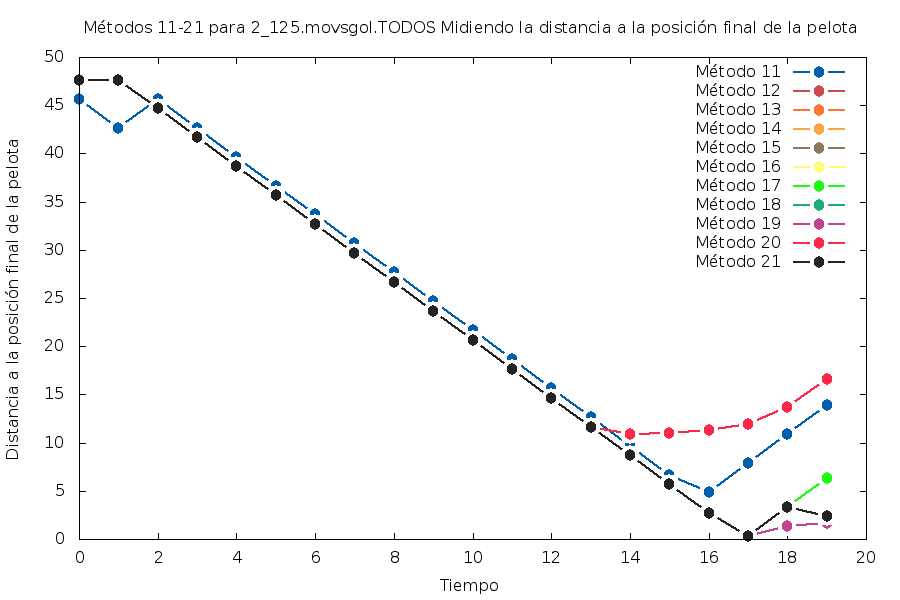 Métodos 11-21 para 2_125.movsgol.TODOS Midiendo la distancia a la posición final de la pelota
Distancia a la posición final de la pelota
50
45
40
35
30
25
20
15
10
5
0
Método 11
Método 12
Método 13
Método 14
Método 15
Método 16
Método 17
Método 18
Método 19
Método 20
Método 21
0 2 4 6 8 10 12 14 16 18 20
Tiempo